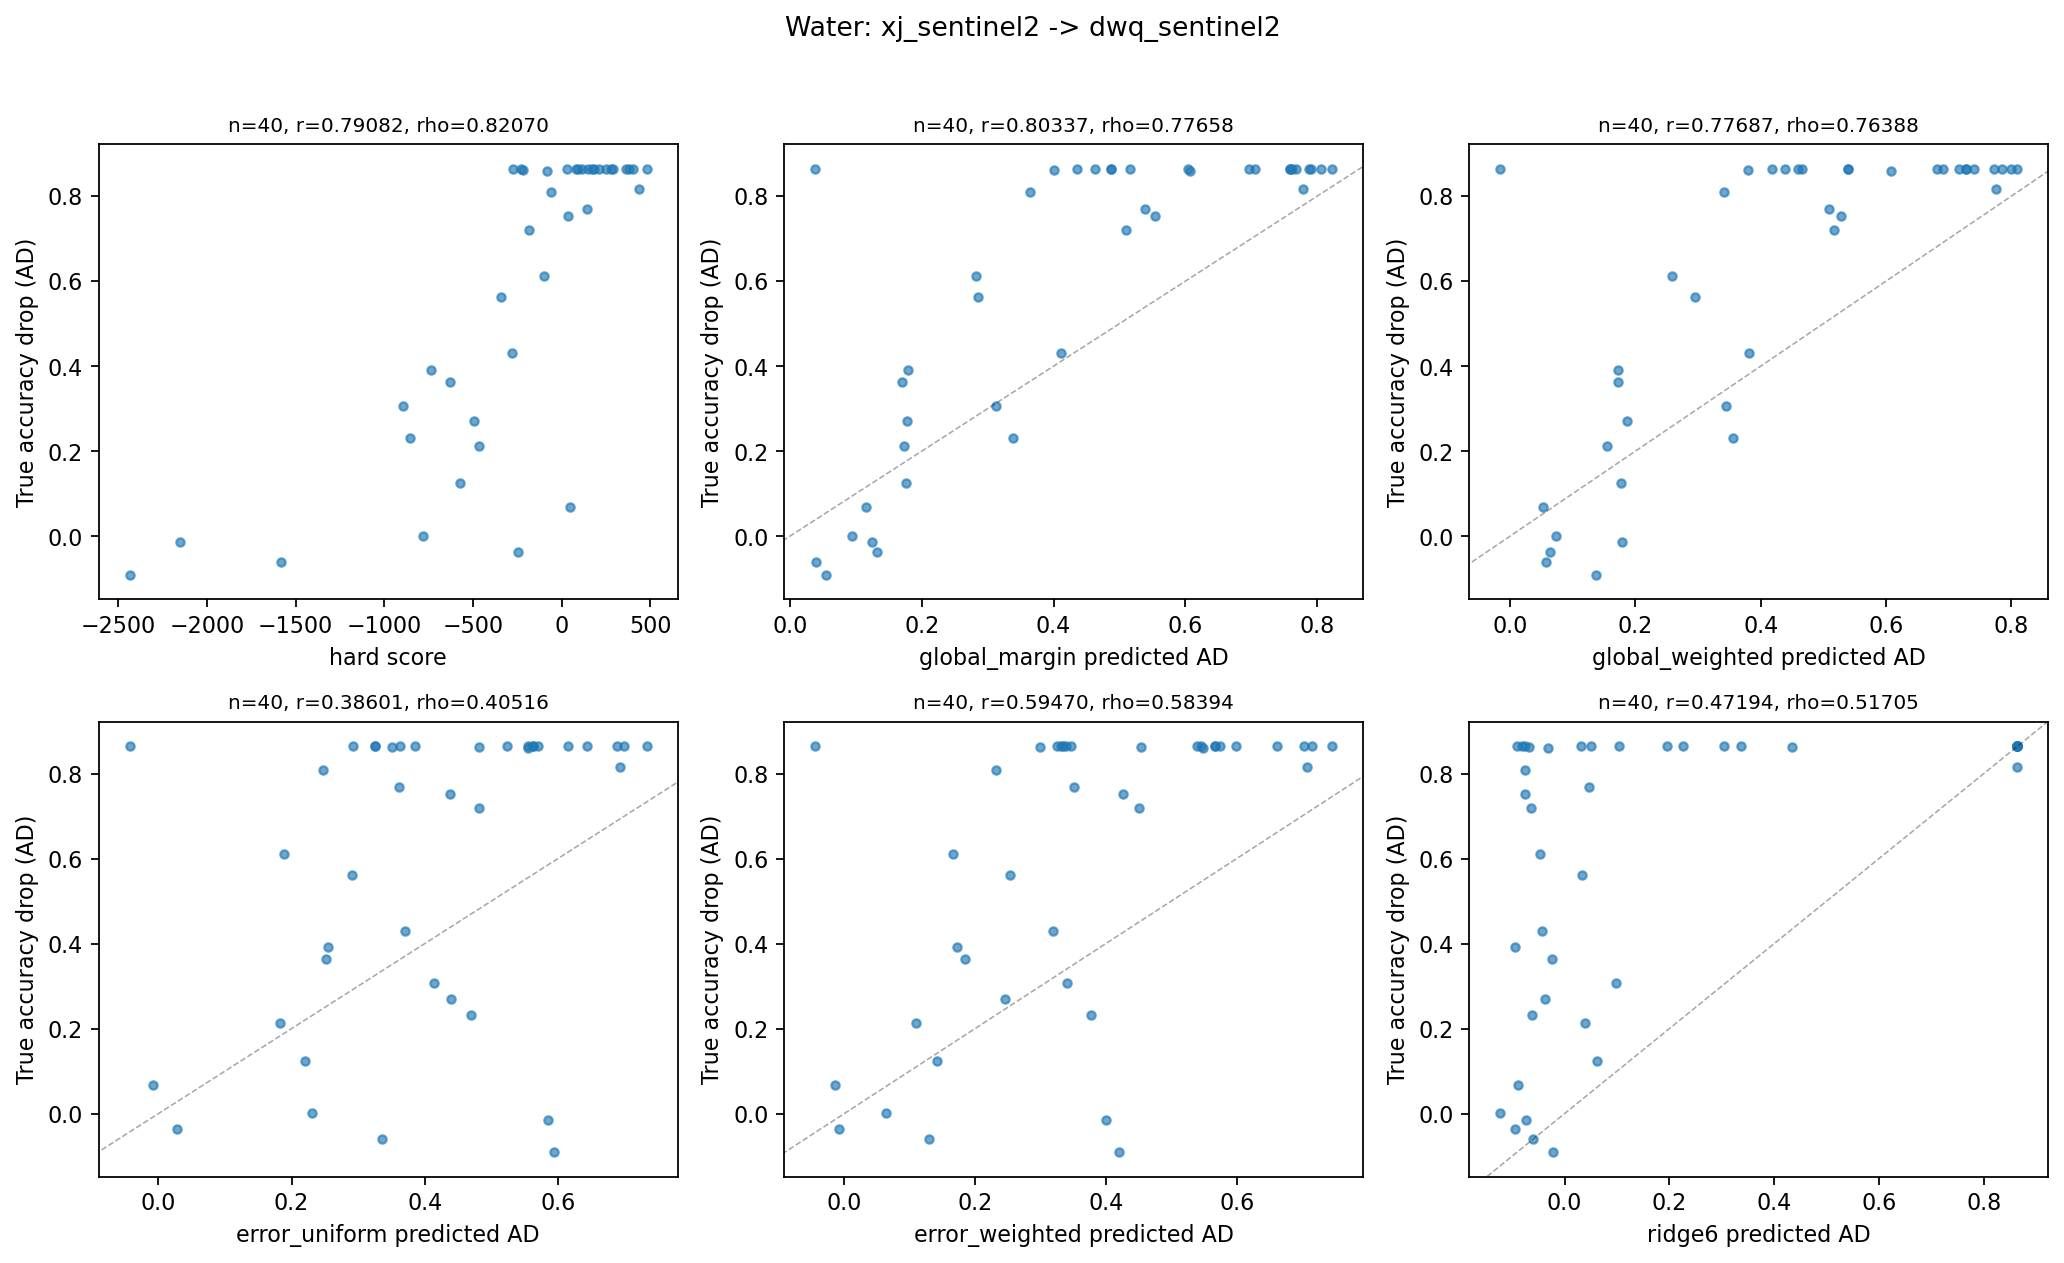 Water: xj_sentinel2 -> dwq_sentinel2
n=40, r=0.79082, rho=0.82070
True accuracy drop (AD)
0.8
0.6
0.4
0.2
0.0
−2500 −2000 −1500 −1000 −500 0 500
hard score
n=40, r=0.80337, rho=0.77658
True accuracy drop (AD)
0.8
0.6
0.4
0.2
0.0
0.0 0.2 0.4 0.6 0.8
global_margin predicted AD
n=40, r=0.77687, rho=0.76388
True accuracy drop (AD)
0.8
0.6
0.4
0.2
0.0
0.0 0.2 0.4 0.6 0.8
global_weighted predicted AD
n=40, r=0.38601, rho=0.40516
True accuracy drop (AD)
0.8
0.6
0.4
0.2
0.0
0.0 0.2 0.4 0.6
error_uniform predicted AD
n=40, r=0.59470, rho=0.58394
True accuracy drop (AD)
0.8
0.6
0.4
0.2
0.0
0.0 0.2 0.4 0.6
error_weighted predicted AD
n=40, r=0.47194, rho=0.51705
True accuracy drop (AD)
0.8
0.6
0.4
0.2
0.0
0.0 0.2 0.4 0.6 0.8
ridge6 predicted AD